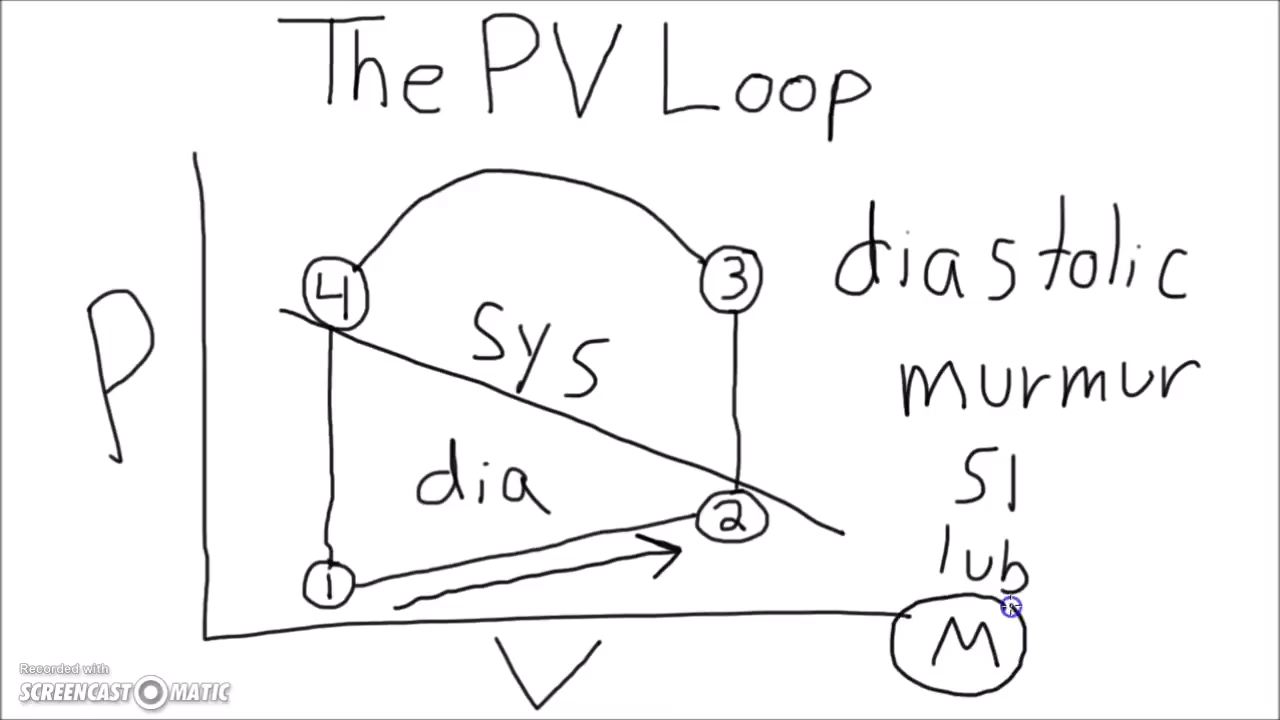 The PV Loop
P
4
3
sys
dia
1
2
V
diastolic
murmur
S1
lub
M
Recorded with
SCREENCAST-O-MATIC